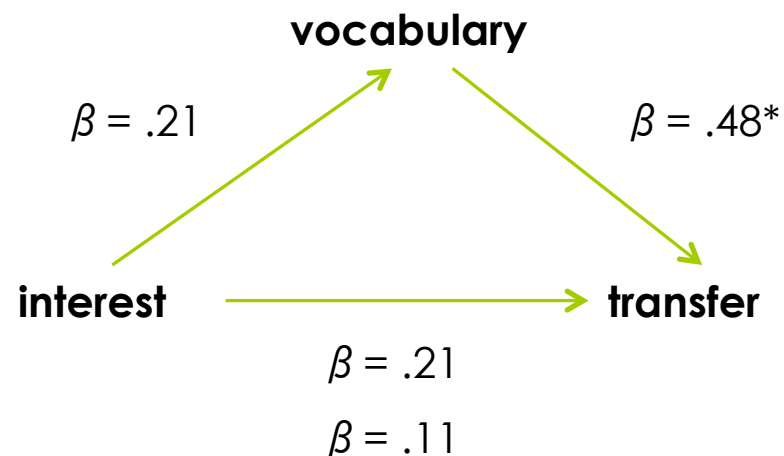 vocabulary
β = .21
β = .48*
interest
transfer
β = .21
β = .11